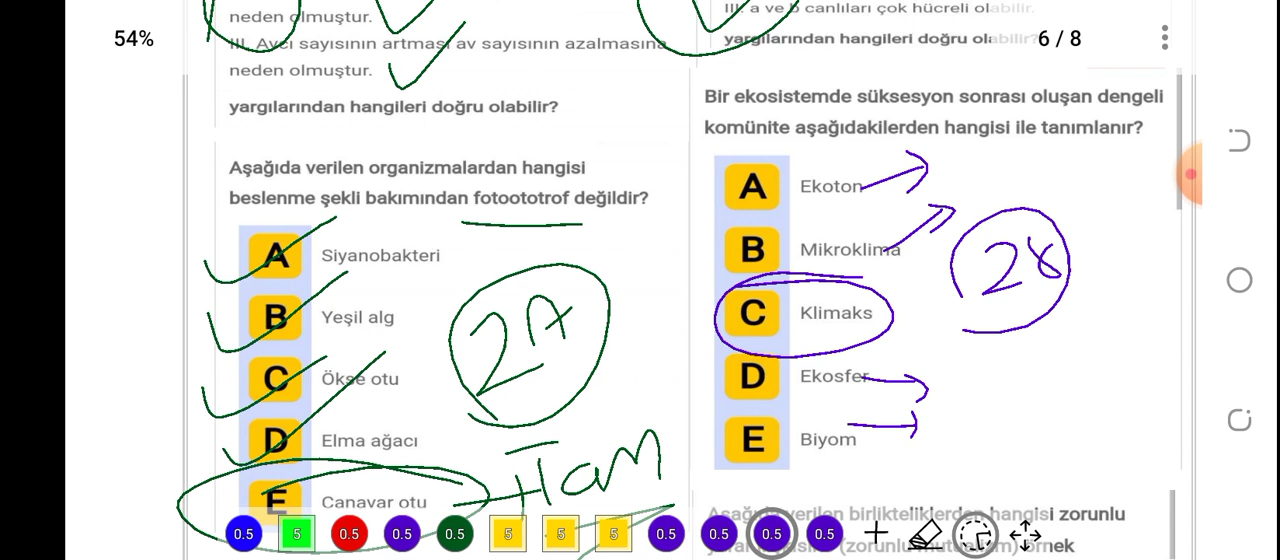 54%
neden olmuştur.
III. Avcı sayısının artması av sayısının azalmasına
neden olmuştur.
yargılarından hangileri doğru olabilir?
Aşağıda verilen organizmalardan hangisi
beslenme şekli bakımından fotoototrof değildir?
A Siyanobakteri
B Yeşil alg
C Ökse otu
D Elma ağacı
E Canavar otu
27
Tam
III. a ve b canlıları çok hücreli olabilir.
yargılarından hangileri doğru olabilir?
6 / 8
Bir ekosistemde süksesyon sonrası oluşan dengeli
komünite aşağıdakilerden hangisi ile tanımlanır?
A Ekoton
B Mikroklima
C Klimaks
D Ekosfer
E Biyom
28
Aşağıda verilen birlikteliklerden hangisi zorunlu
(zorunlu mutualizm) örnek
0.5 5 0.5 0.5 0.5 5 5 5 0.5 0.5 0.5 0.5